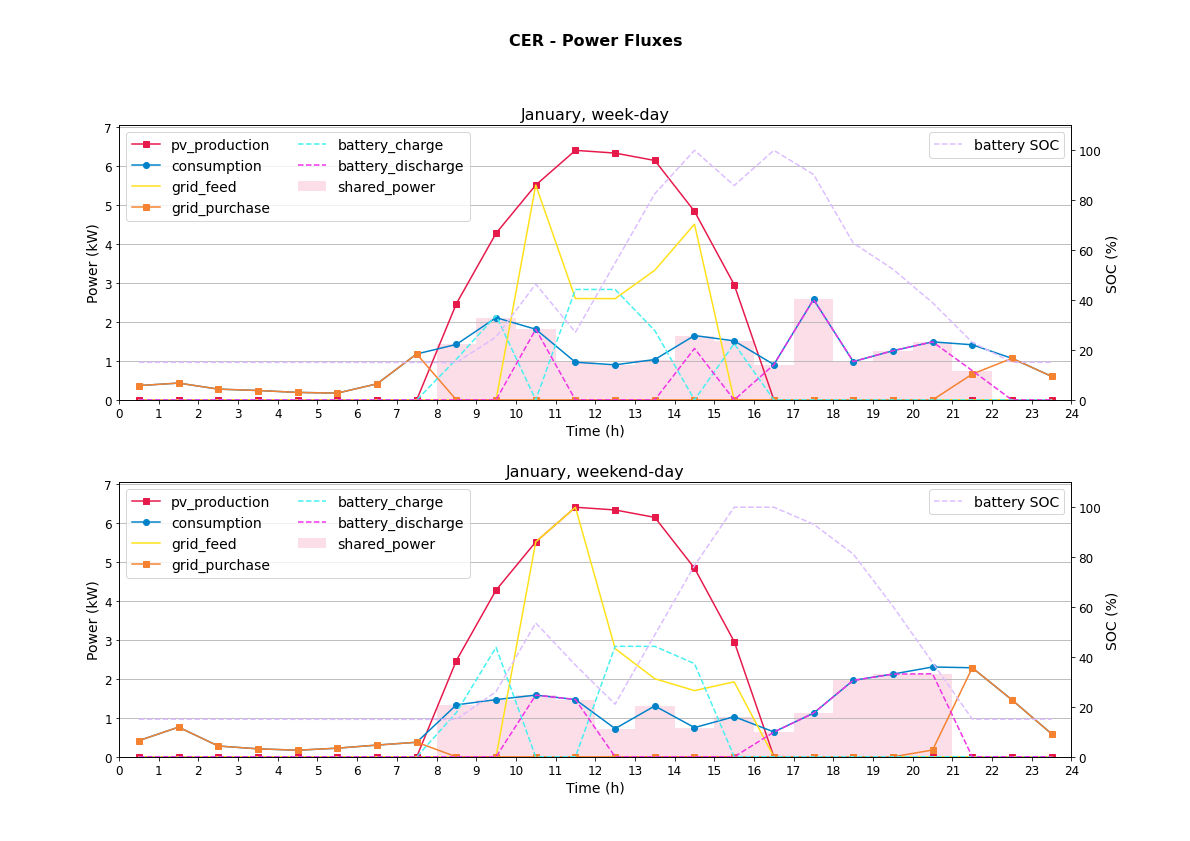 CER - Power Fluxes
January, week-day
pv_production
consumption
grid_feed
grid_purchase
battery_charge
battery_discharge
shared_power
battery SOC
Power (kW)
7
6
5
4
3
2
1
0
SOC (%)
100
80
60
40
20
0
0 1 2 3 4 5 6 7 8 9 10 11 12 13 14 15 16 17 18 19 20 21 22 23 24
Time (h)
January, weekend-day
pv_production
consumption
grid_feed
grid_purchase
battery_charge
battery_discharge
shared_power
battery SOC
Power (kW)
7
6
5
4
3
2
1
0
SOC (%)
100
80
60
40
20
0
0 1 2 3 4 5 6 7 8 9 10 11 12 13 14 15 16 17 18 19 20 21 22 23 24
Time (h)